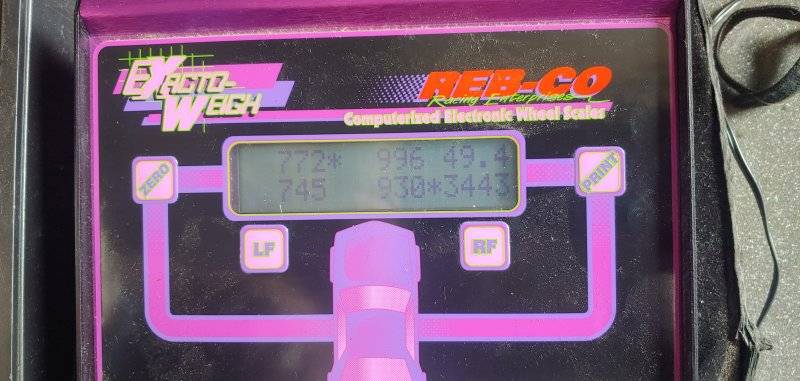 EXACTO-WEIGH
REB-CO
Racing Enterprises
Computerized Electronic Wheel Scales
772* 996 49.4
745 930*3443
ZERO
PRINT
LF
RF